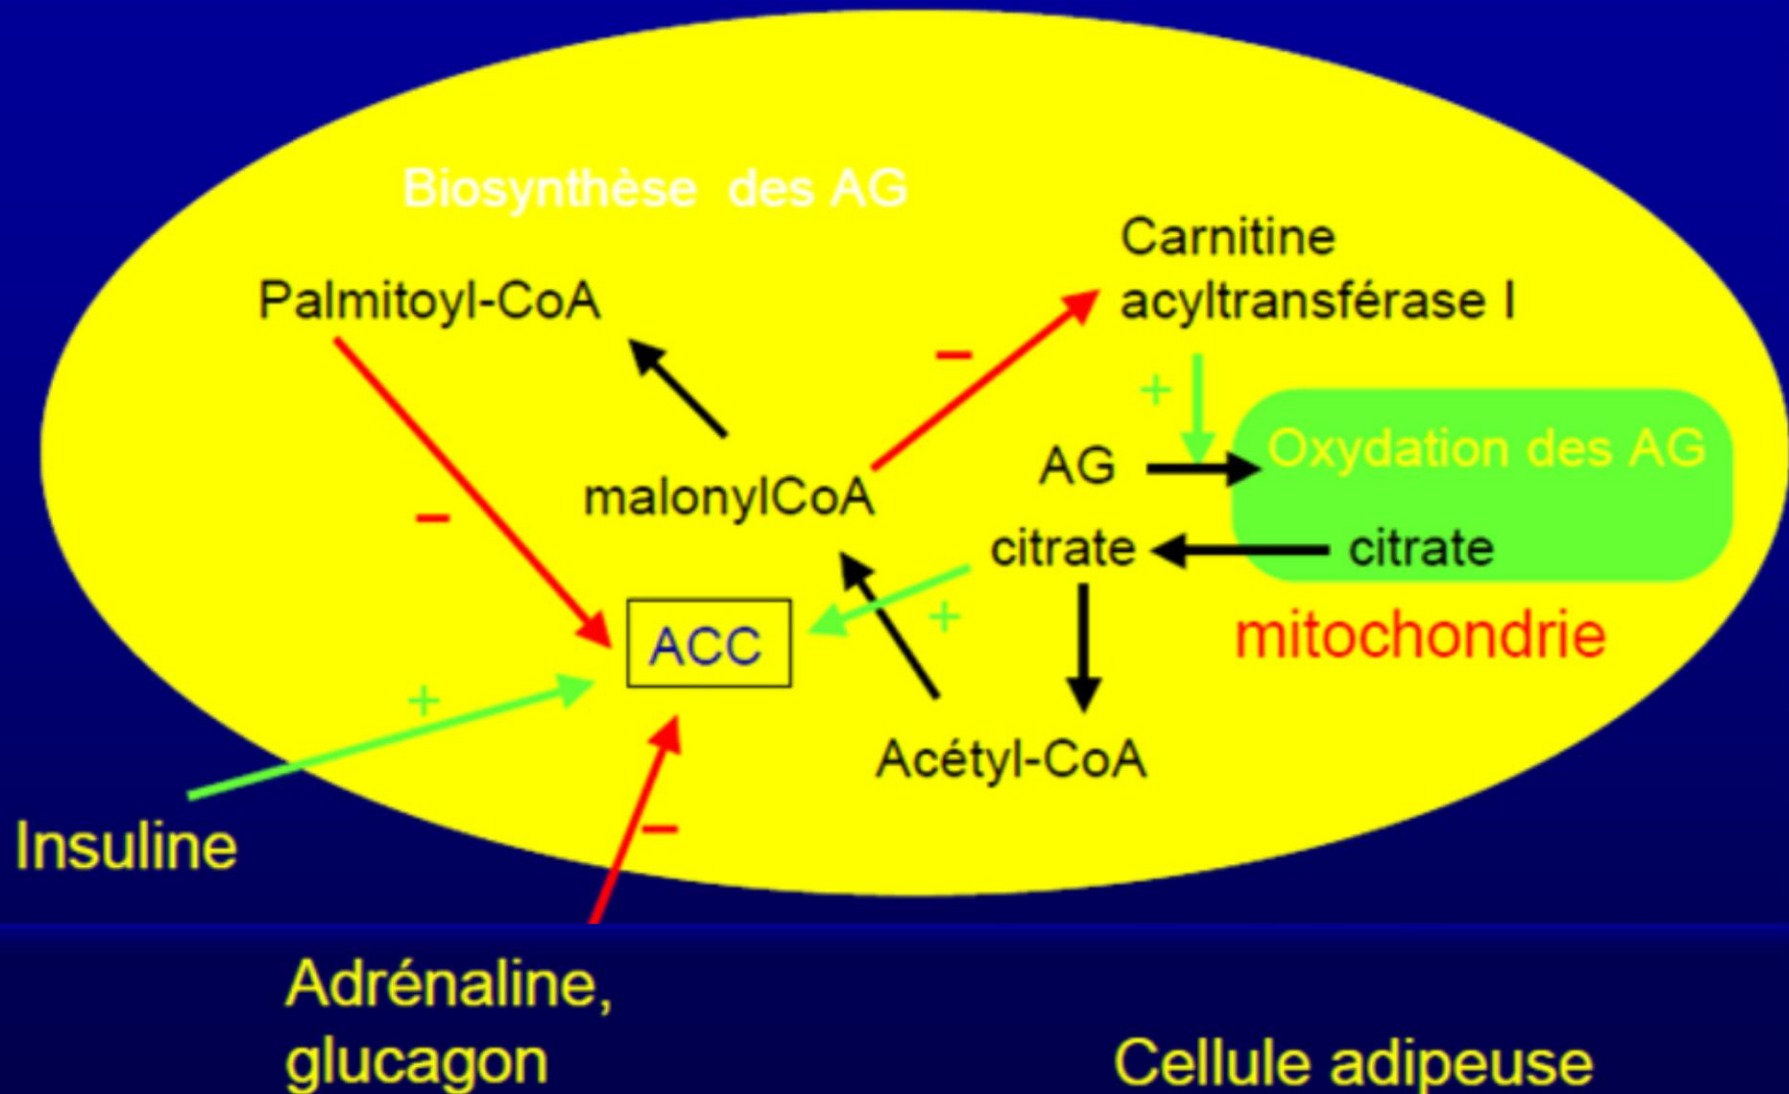 Biosynthèse des AG
Carnitine
acyltransférase I
Palmitoyl-CoA
–
+
AG
Oxydation des AG
malonylCoA
–
citrate
citrate
+
ACC
mitochondrie
+
Acétyl-CoA
–
Insuline
Adrénaline,
glucagon
Cellule adipeuse